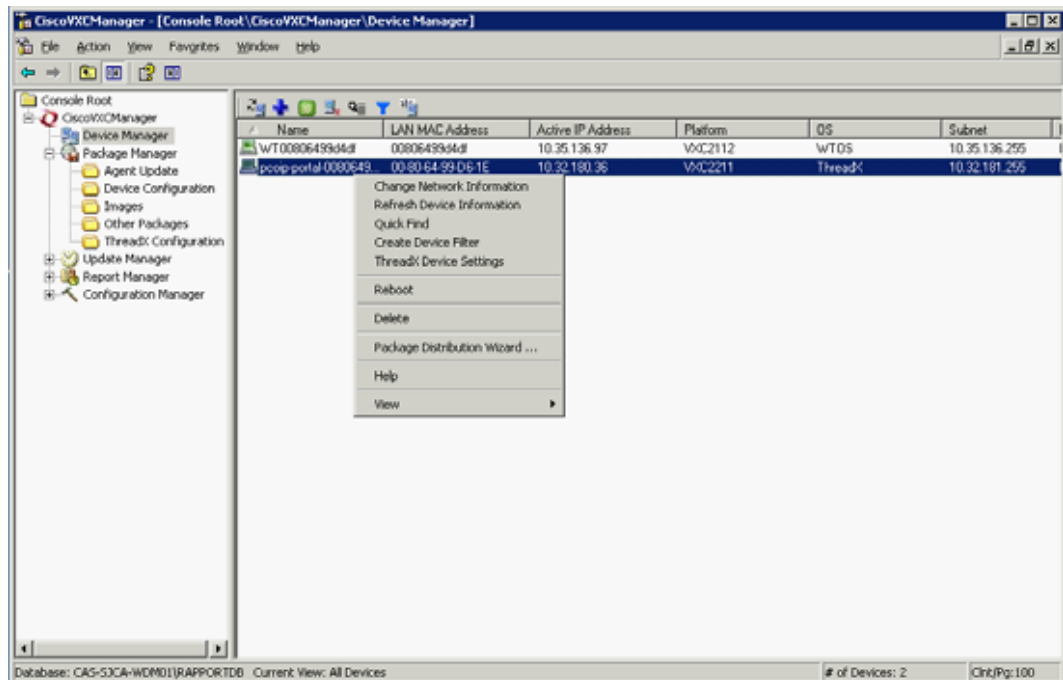 CiscoVXCManager - [Console Root\CiscoVXCManager\Device Manager]
File Action View Favorites Window Help
Console Root
CiscoVXCManager
Device Manager
Package Manager
Agent Update
Device Configuration
Images
Other Packages
ThreadX Configuration
Update Manager
Report Manager
Configuration Manager
Name LAN MAC Address Active IP Address Platform OS Subnet
WT00806499d4df 00806499d4df 10.35.136.97 VXC2112 WTOS 10.35.136.255
pcoip-portal-0080649... 00-80-64-99-D6-1E 10.32.180.36 VXC2211 ThreadX 10.32.181.255
Change Network Information
Refresh Device Information
Quick Find
Create Device Filter
ThreadX Device Settings
Reboot
Delete
Package Distribution Wizard ...
Help
View
Database: CAS-SJCA-WDM01\RAPPORTDB Current View: All Devices # of Devices: 2 Clnt/Pg:100